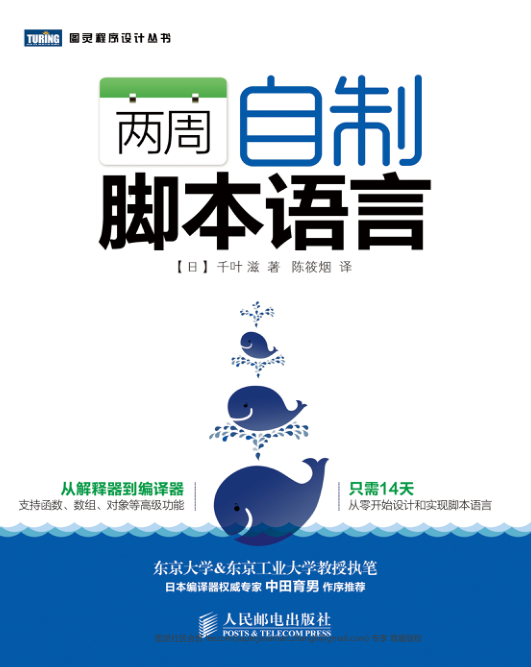 TURING 图灵程序设计丛书
两周
自制
脚本语言
【日】千叶 滋 著 陈筱烟 译
从解释器到编译器
支持函数、数组、对象等高级功能
只需14天
从零开始设计和实现脚本语言
东京大学&东京工业大学教授执笔
日本编译器权威专家 中田育男 作序推荐
人民邮电出版社
POSTS & TELECOM PRESS